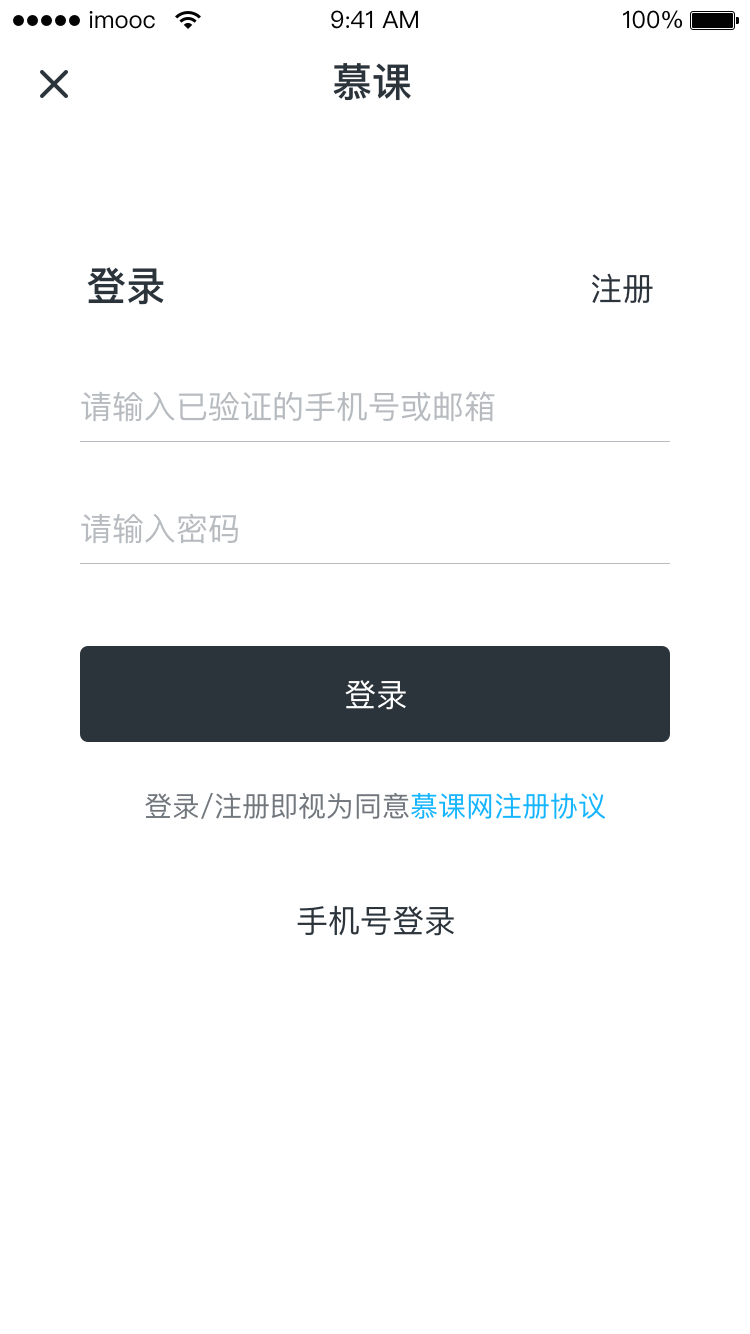 imooc 9:41 AM 100%
慕课
登录 注册
请输入已验证的手机号或邮箱
请输入密码
登录
登录/注册即视为同意慕课网注册协议
手机号登录